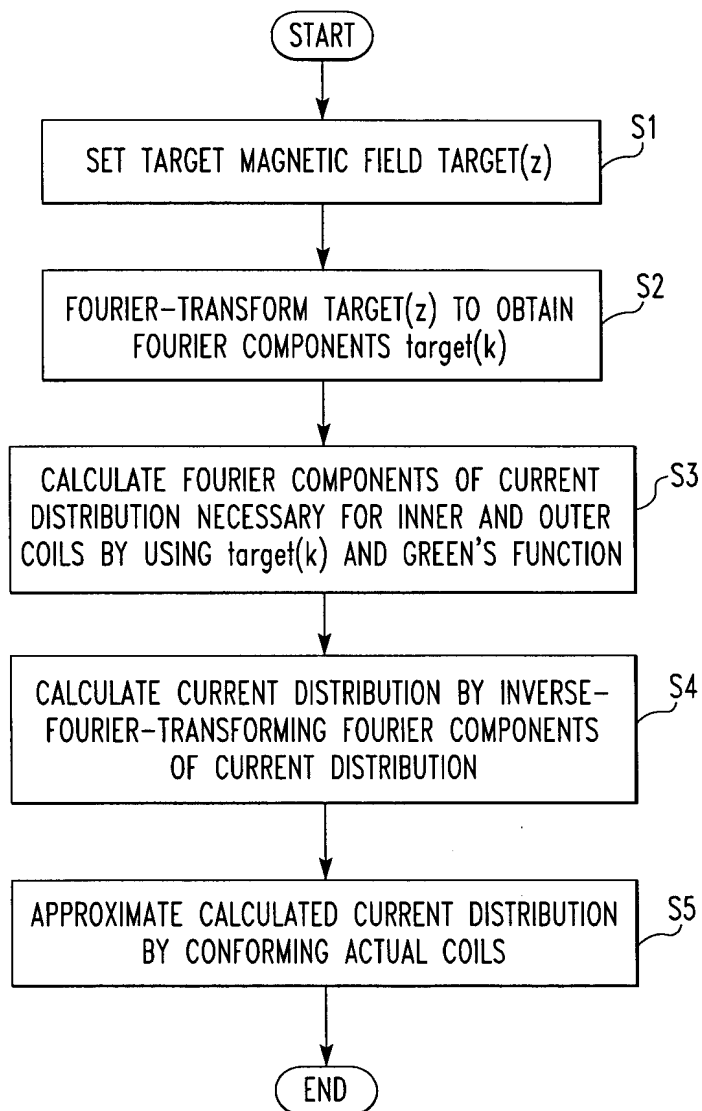 START
SET TARGET MAGNETIC FIELD TARGET(z)
S1
FOURIER-TRANSFORM TARGET(z) TO OBTAIN
FOURIER COMPONENTS target(k)
S2
CALCULATE FOURIER COMPONENTS OF CURRENT
DISTRIBUTION NECESSARY FOR INNER AND OUTER
COILS BY USING target(k) AND GREEN'S FUNCTION
S3
CALCULATE CURRENT DISTRIBUTION BY INVERSE-
FOURIER-TRANSFORMING FOURIER COMPONENTS
OF CURRENT DISTRIBUTION
S4
APPROXIMATE CALCULATED CURRENT DISTRIBUTION
BY CONFORMING ACTUAL COILS
S5
END